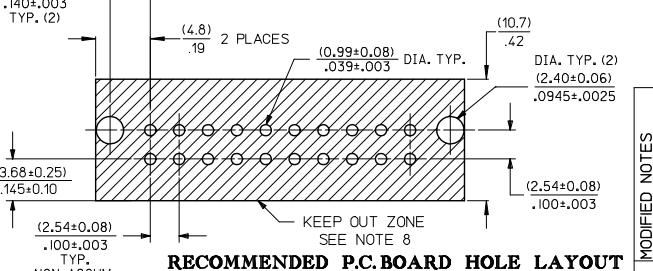 .140±.003
TYP. (2)
(4.8)
.19
2 PLACES
(0.99±0.08)
.039±.003
DIA. TYP.
(10.7)
.42
DIA. TYP. (2)
(2.40±0.06)
.0945±.0025
3.68±0.25)
.145±0.10
(2.54±0.08)
.100±.003
(2.54±0.08)
.100±.003
TYP.
KEEP OUT ZONE
SEE NOTE 8
RECOMMENDED P.C. BOARD HOLE LAYOUT
MODIFIED NOTES